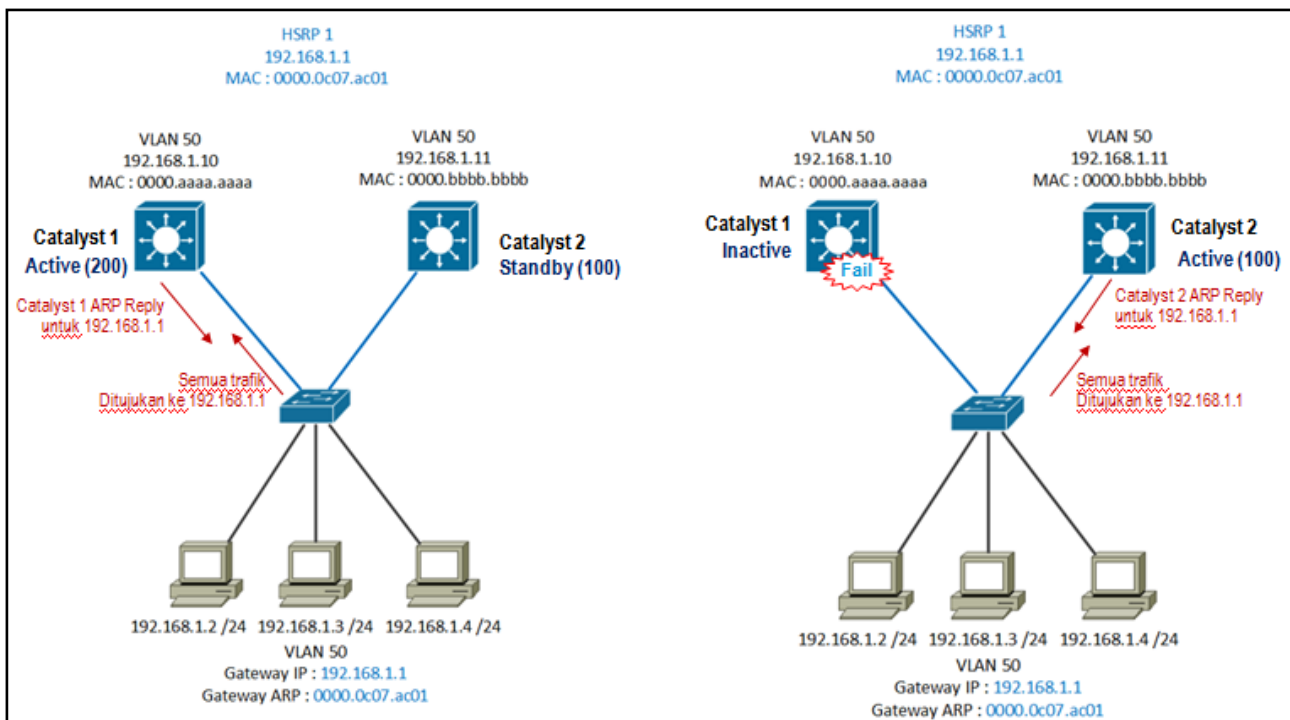 HSRP 1
192.168.1.1
MAC : 0000.0c07.ac01
VLAN 50
192.168.1.10
MAC : 0000.aaaa.aaaa
VLAN 50
192.168.1.11
MAC : 0000.bbbb.bbbb
Catalyst 1
Active (200)
Catalyst 2
Standby (100)
Catalyst 1 ARP Reply
untuk 192.168.1.1
Semua trafik
Ditujukan ke 192.168.1.1
192.168.1.2 /24
192.168.1.3 /24
192.168.1.4 /24
VLAN 50
Gateway IP : 192.168.1.1
Gateway ARP : 0000.0c07.ac01
HSRP 1
192.168.1.1
MAC : 0000.0c07.ac01
VLAN 50
192.168.1.10
MAC : 0000.aaaa.aaaa
VLAN 50
192.168.1.11
MAC : 0000.bbbb.bbbb
Catalyst 1
Inactive
Fail
Catalyst 2
Active (100)
Catalyst 2 ARP Reply
untuk 192.168.1.1
Semua trafik
Ditujukan ke 192.168.1.1
192.168.1.2 /24
192.168.1.3 /24
192.168.1.4 /24
VLAN 50
Gateway IP : 192.168.1.1
Gateway ARP : 0000.0c07.ac01